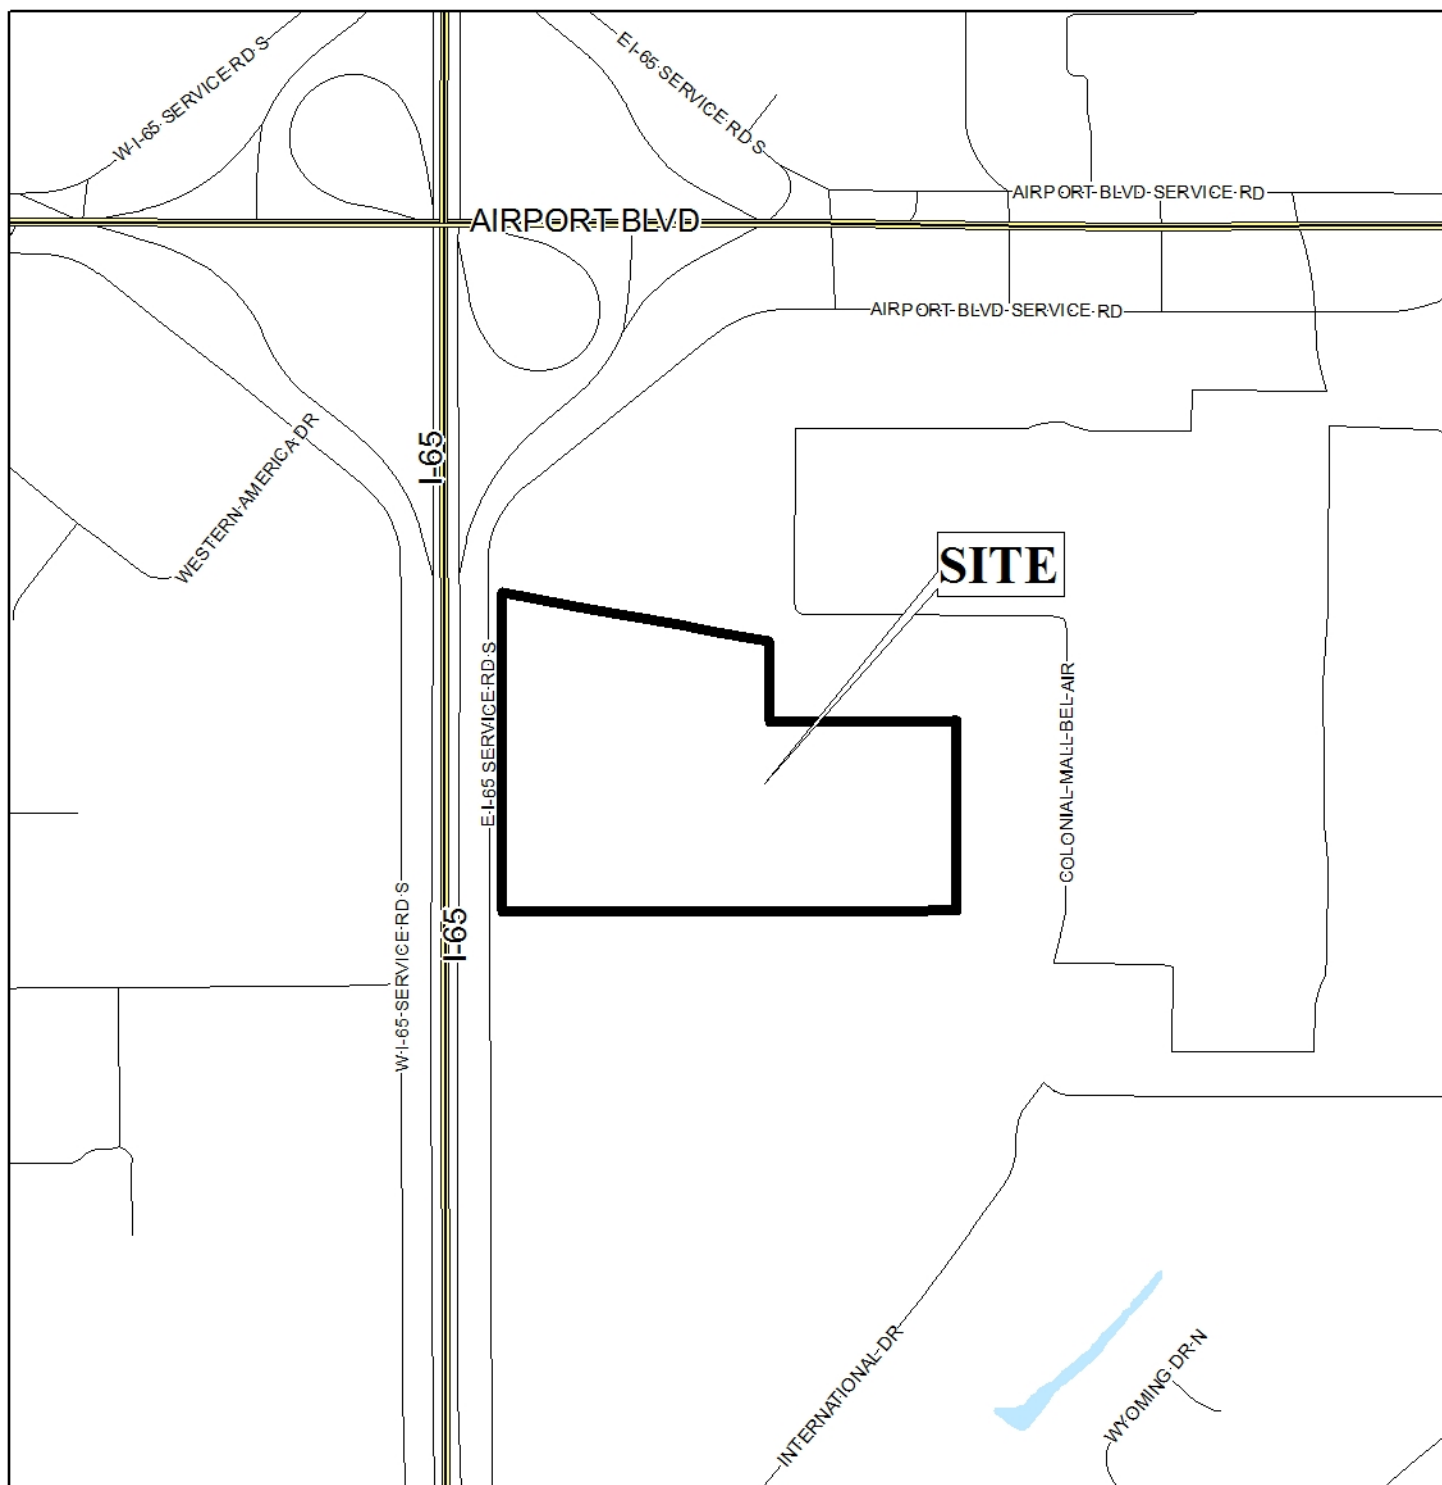 W I-65 SERVICE RD S
E I-65 SERVICE RD S
AIRPORT BLVD SERVICE RD
AIRPORT BLVD
AIRPORT BLVD SERVICE RD
WESTERN AMERICA DR
I-65
SITE
E I-65 SERVICE RD S
COLONIAL MALL BEL AIR
W I-65 SERVICE RD S
I-65
INTERNATIONAL DR
WYOMING DR N